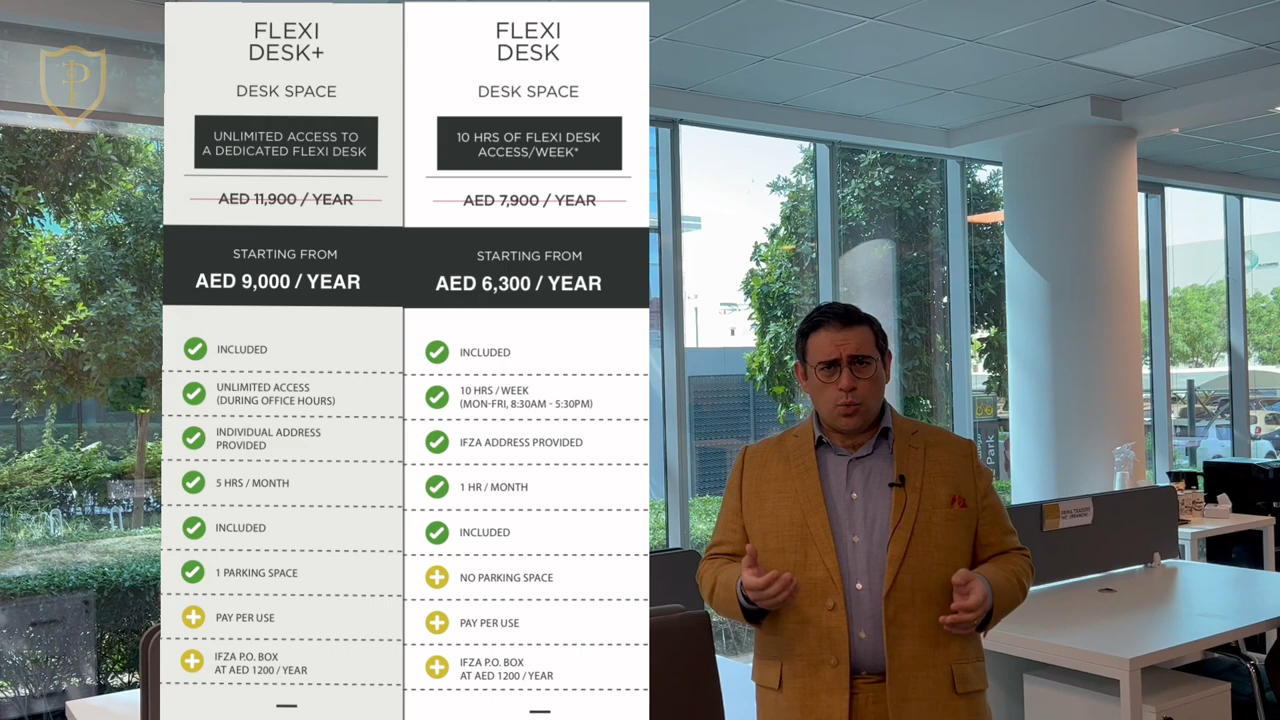 FLEXI
DESK+
DESK SPACE
UNLIMITED ACCESS TO
A DEDICATED FLEXI DESK
AED 11,900 / YEAR
STARTING FROM
AED 9,000 / YEAR
INCLUDED
UNLIMITED ACCESS
(DURING OFFICE HOURS)
INDIVIDUAL ADDRESS
PROVIDED
5 HRS / MONTH
INCLUDED
1 PARKING SPACE
PAY PER USE
IFZA P.O. BOX
AT AED 1200 / YEAR
—
FLEXI
DESK
DESK SPACE
10 HRS OF FLEXI DESK
ACCESS/WEEK*
AED 7,900 / YEAR
STARTING FROM
AED 6,300 / YEAR
INCLUDED
10 HRS / WEEK
(MON-FRI, 8:30AM - 5:30PM)
IFZA ADDRESS PROVIDED
1 HR / MONTH
INCLUDED
NO PARKING SPACE
PAY PER USE
IFZA P.O. BOX
AT AED 1200 / YEAR
—
Park